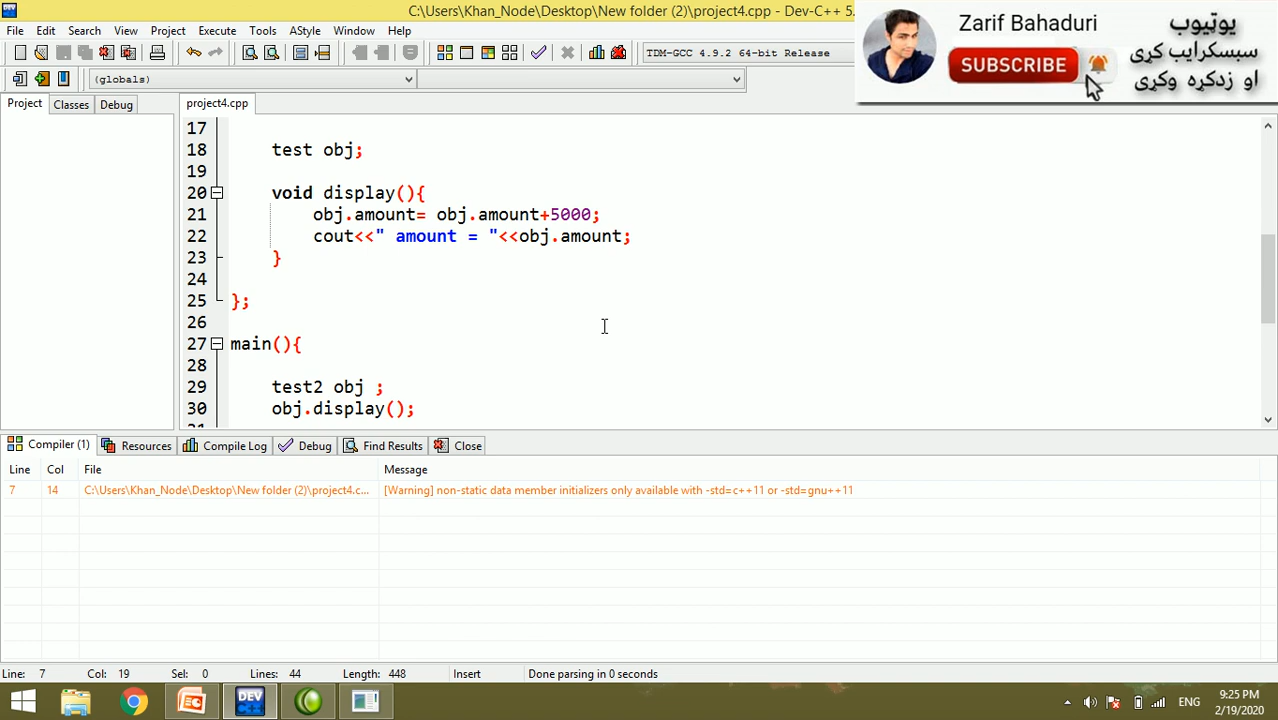 C:\Users\Khan_Node\Desktop\New folder (2)\project4.cpp - Dev-C++ 5.
File Edit Search View Project Execute Tools AStyle Window Help
TDM-GCC 4.9.2 64-bit Release
(globals)
Zarif Bahaduri
SUBSCRIBE
یوټیوب
سبسکرایب کړی
او زدکړه وکړی
Project Classes Debug
project4.cpp
17
18 test obj;
19
20 void display(){
21 obj.amount= obj.amount+5000;
22 cout<<" amount = "<<obj.amount;
23 }
24
25 };
26
27 main(){
28
29 test2 obj ;
30 obj.display();
Compiler (1) Resources Compile Log Debug Find Results Close
Line Col File Message
7 14 C:\Users\Khan_Node\Desktop\New folder (2)\project4.c... [Warning] non-static data member initializers only available with -std=c++11 or -std=gnu++11
Line: 7 Col: 19 Sel: 0 Lines: 44 Length: 448 Insert Done parsing in 0 seconds
DEV
ENG
9:25 PM
2/19/2020